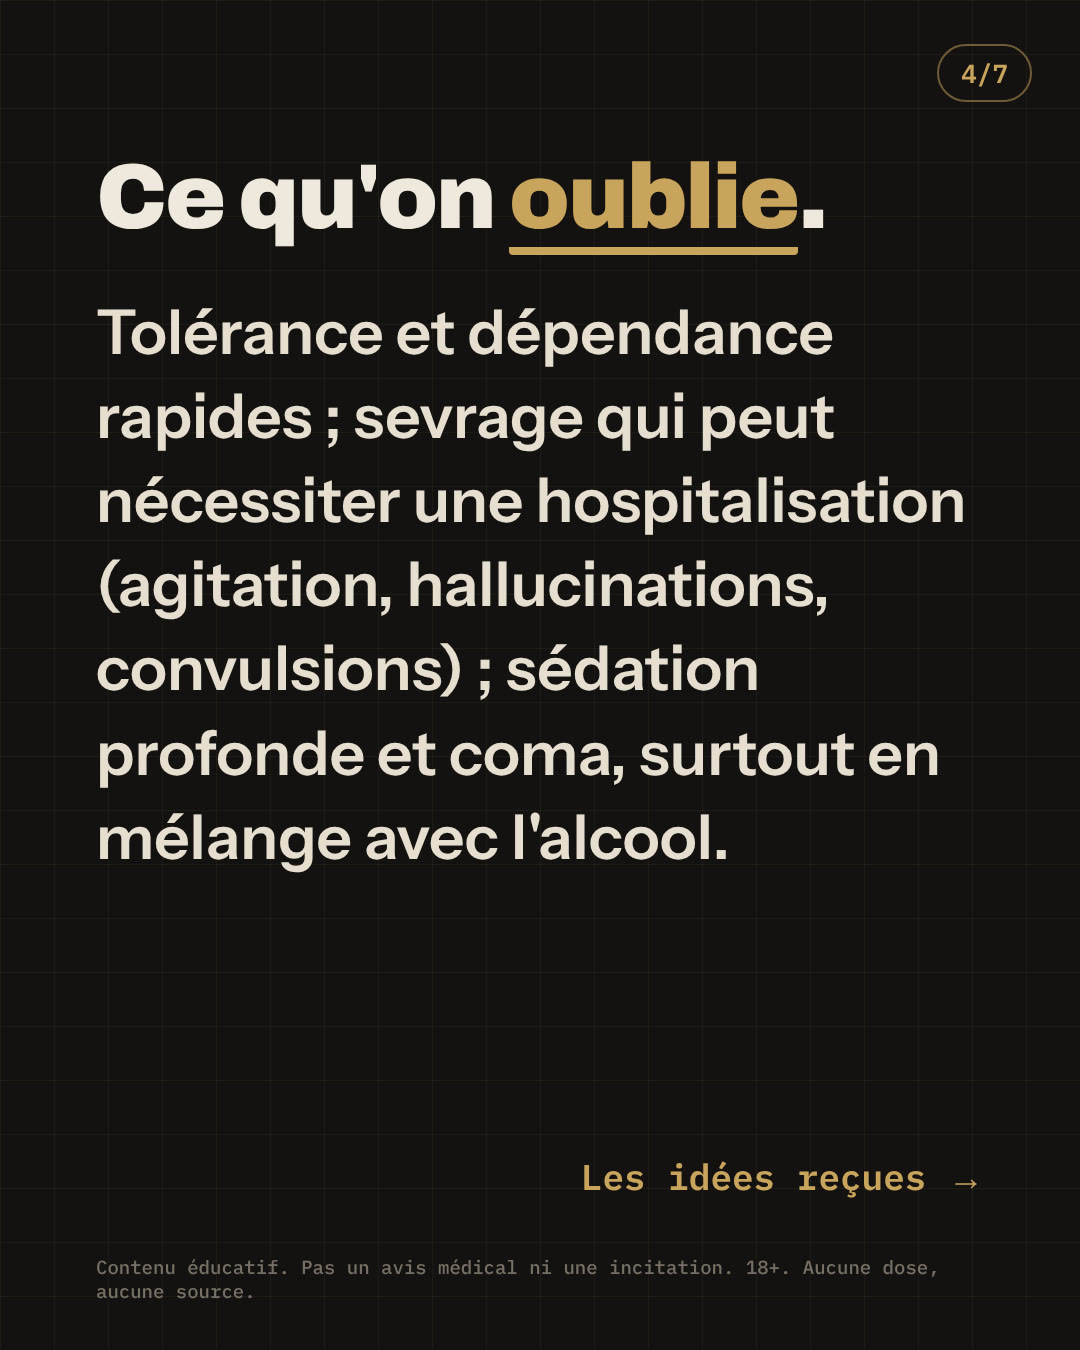 4/7
Ce qu'on oublie.
Tolérance et dépendance
rapides ; sevrage qui peut
nécessiter une hospitalisation
(agitation, hallucinations,
convulsions) ; sédation
profonde et coma, surtout en
mélange avec l'alcool.
Les idées reçues →
Contenu éducatif. Pas un avis médical ni une incitation. 18+. Aucune dose,
aucune source.